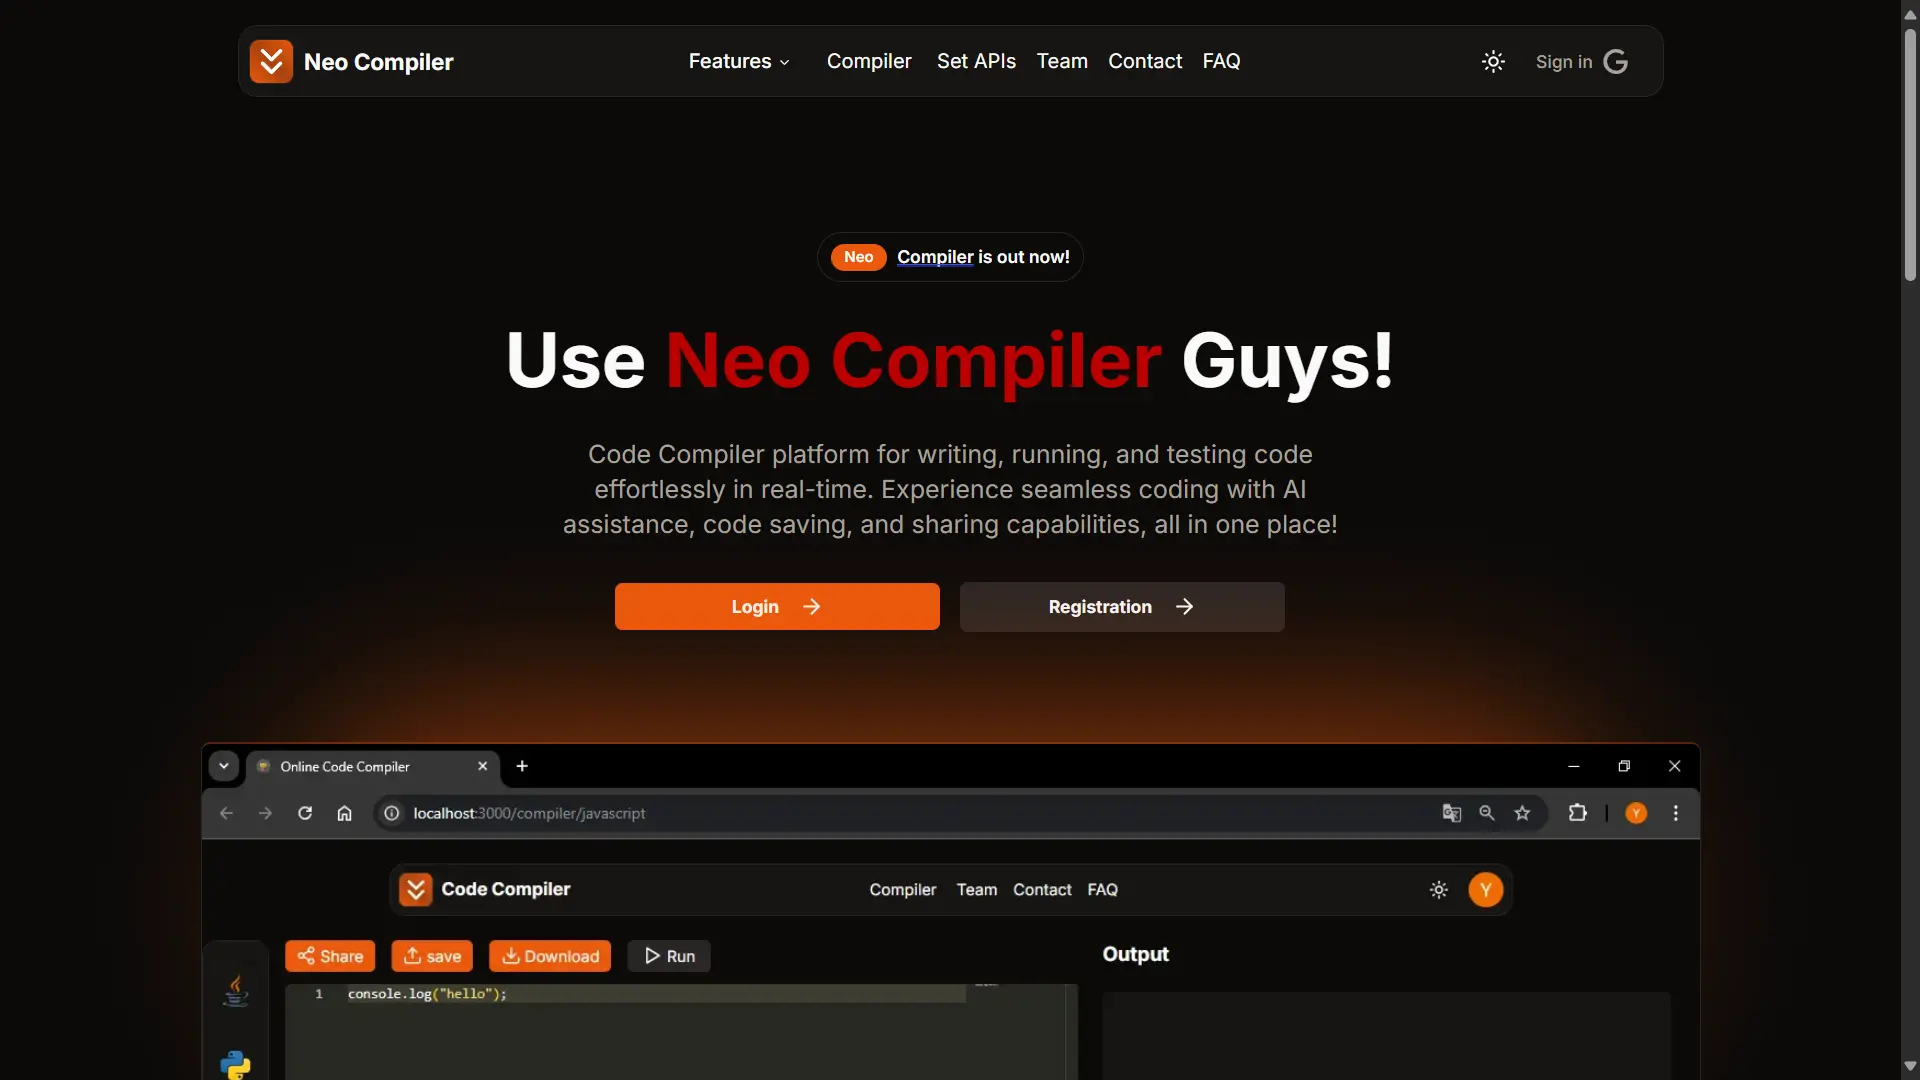 Neo Compiler
Features
Compiler
Set APIs
Team
Contact
FAQ
Sign in
Neo Compiler is out now!
Use Neo Compiler Guys!
Code Compiler platform for writing, running, and testing code
effortlessly in real-time. Experience seamless coding with AI
assistance, code saving, and sharing capabilities, all in one place!
Login
Registration
Online Code Compiler
localhost:3000/compiler/javascript
Y
Code Compiler
Compiler
Team
Contact
FAQ
Y
Share
save
Download
Run
Output
1 console.log("hello");